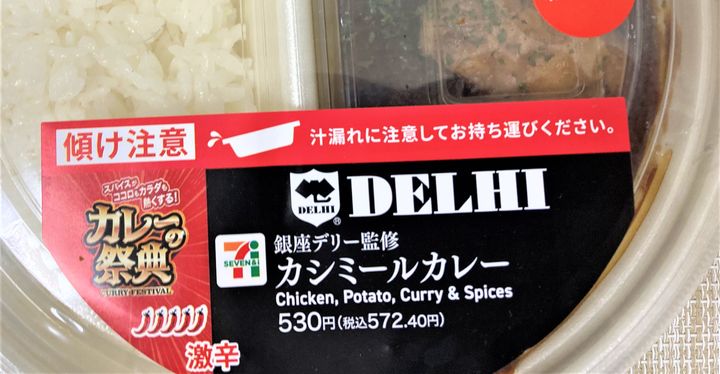 傾け注意
汁漏れに注意してお持ち運びください。
スパイスが
ココロもカラダも
熱くする!
カレーの
祭典
CURRY FESTIVAL
激辛
DELHI
®
DELHI
SEVEN&i
銀座デリー監修
カシミールカレー
Chicken, Potato, Curry & Spices
530円(税込572.40円)